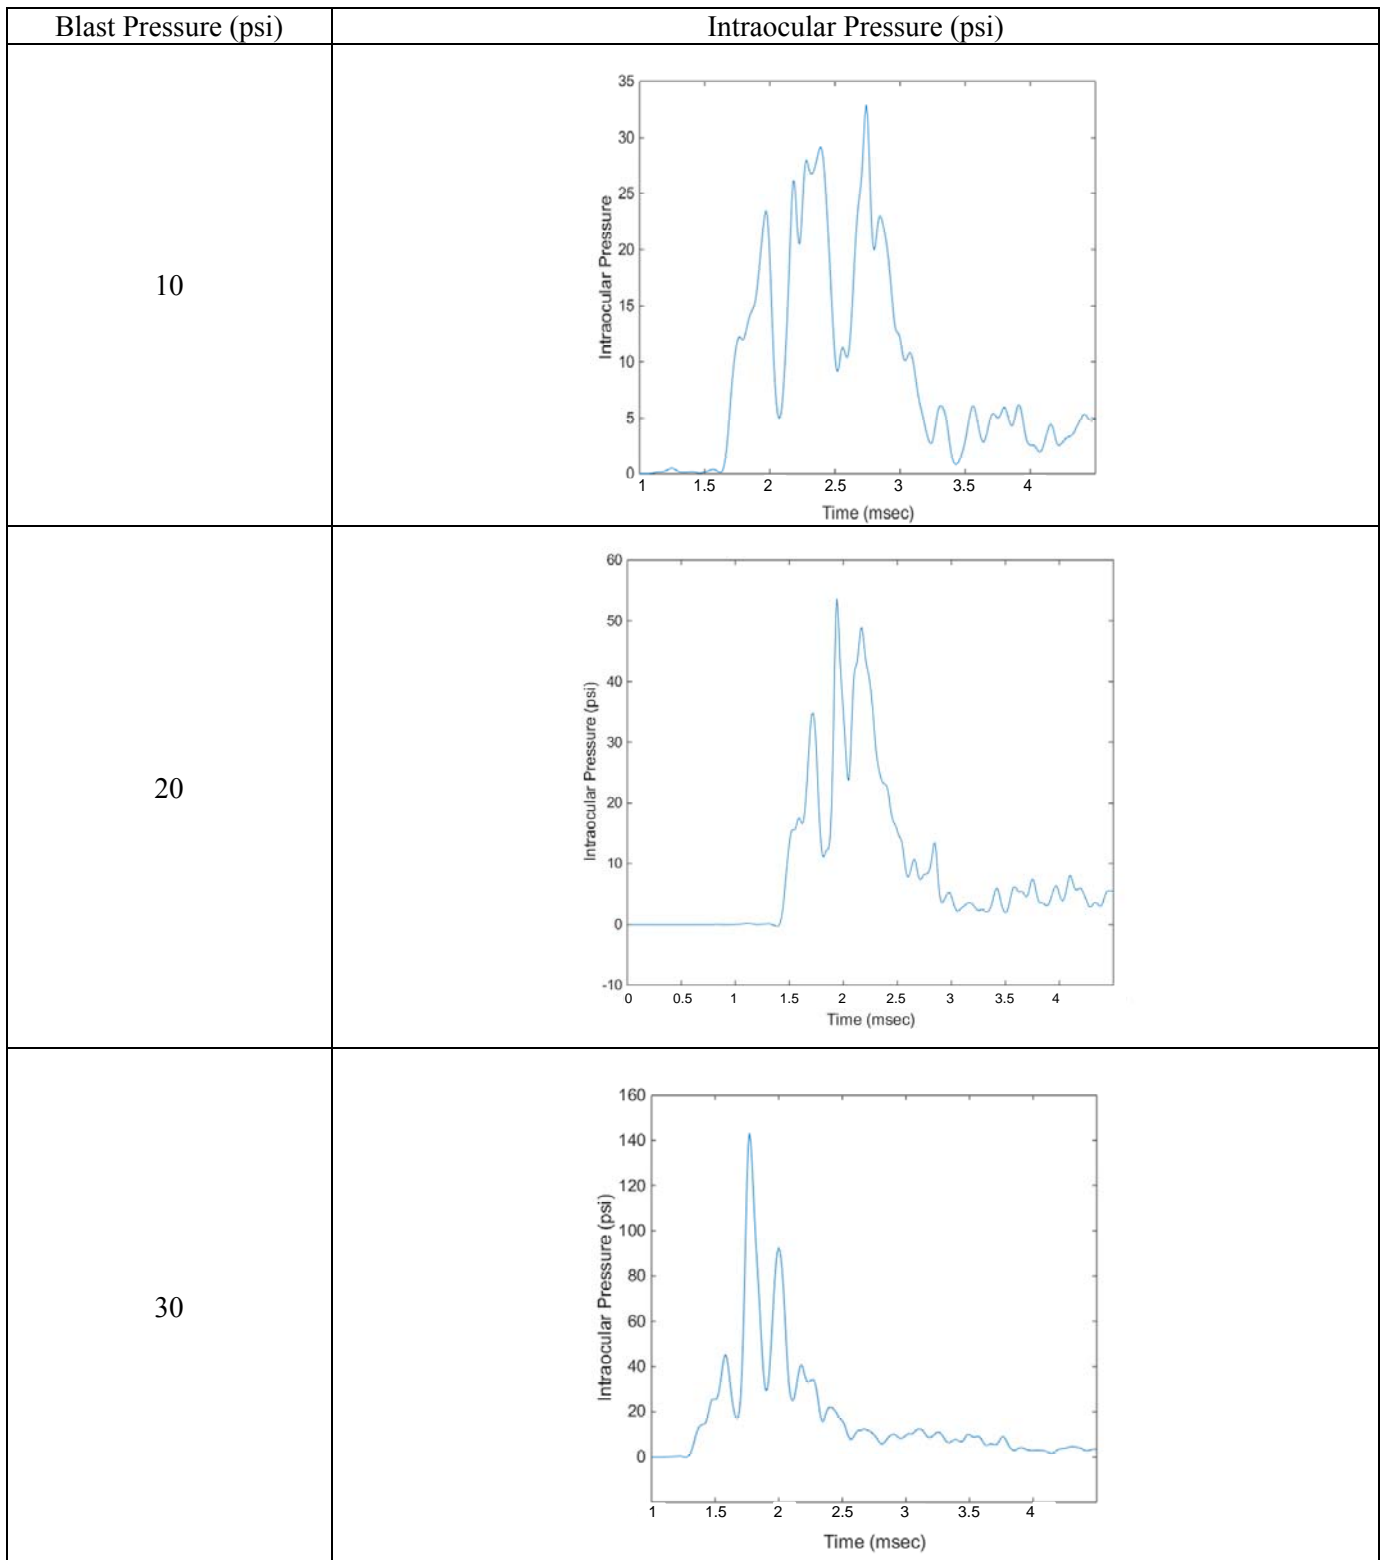 Blast Pressure (psi) Intraocular Pressure (psi)
10
35
30
25
20
15
10
5
0
Intraocular Pressure
1 1.5 2 2.5 3 3.5 4
Time (msec)
20
60
50
40
30
20
10
0
-10
Intraocular Pressure (psi)
0 0.5 1 1.5 2 2.5 3 3.5 4
Time (msec)
30
160
140
120
100
80
60
40
20
0
Intraocular Pressure (psi)
1 1.5 2 2.5 3 3.5 4
Time (msec)